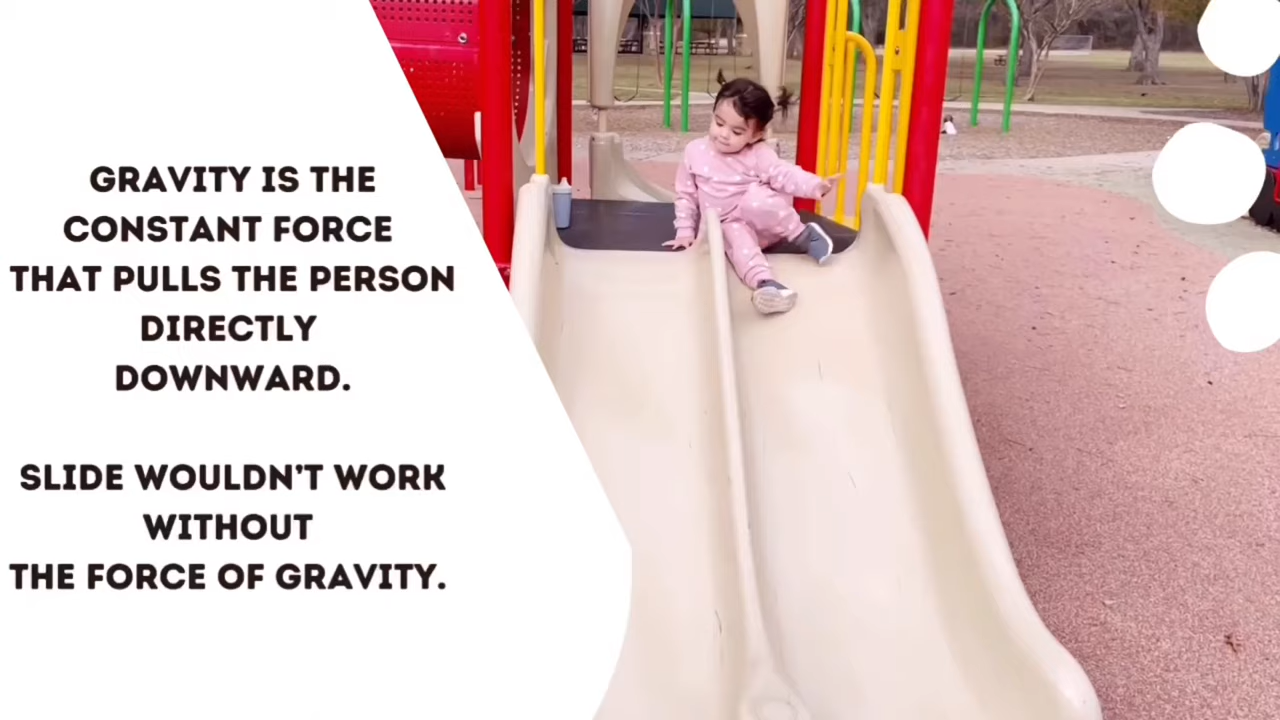 GRAVITY IS THE
CONSTANT FORCE
THAT PULLS THE PERSON
DIRECTLY
DOWNWARD.
SLIDE WOULDN'T WORK
WITHOUT
THE FORCE OF GRAVITY.